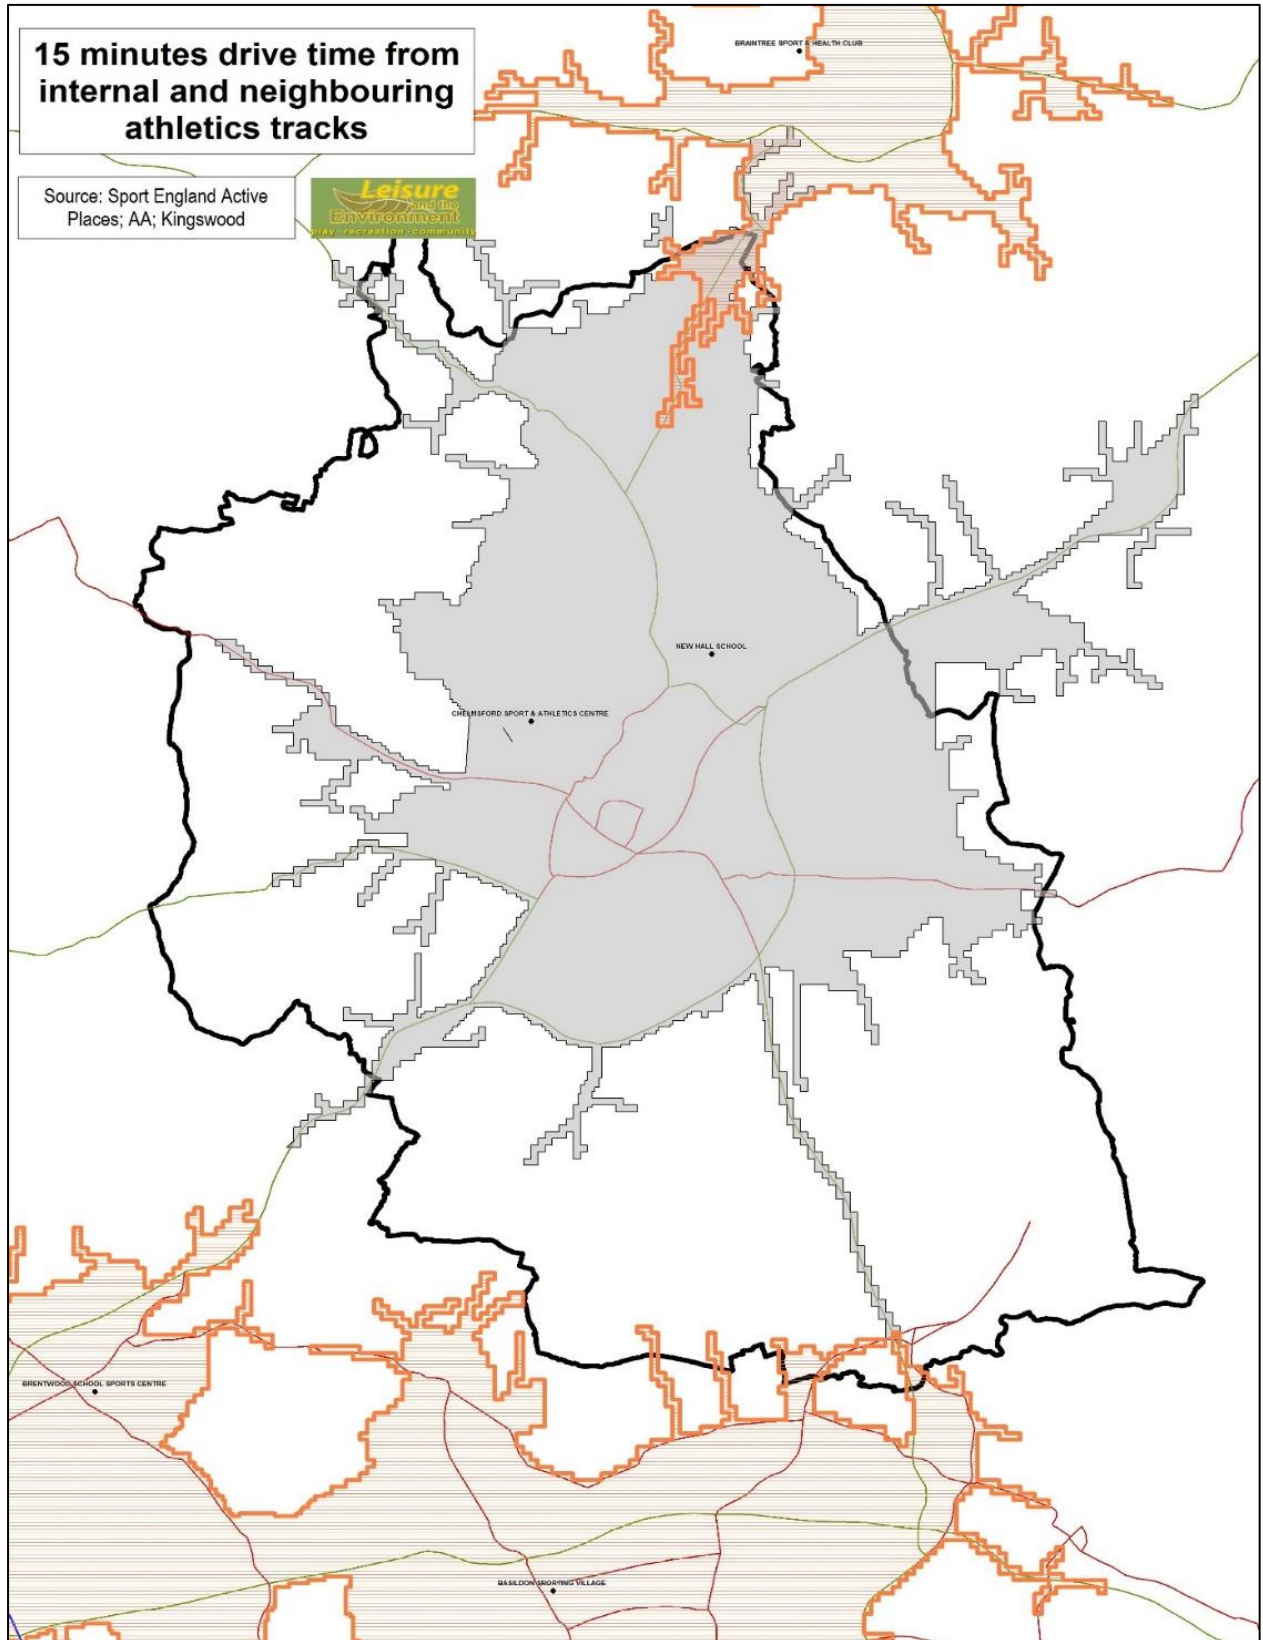 15 minutes drive time from
internal and neighbouring
athletics tracks
Source: Sport England Active
Places; AA; Kingswood
Leisure
and the
Environment
play - recreation - community
BRAINTREE SPORT & HEALTH CLUB
NEW HALL SCHOOL
CHELMSFORD SPORT & ATHLETICS CENTRE
BRENTWOOD SCHOOL SPORTS CENTRE
BASILDON SPORTING VILLAGE